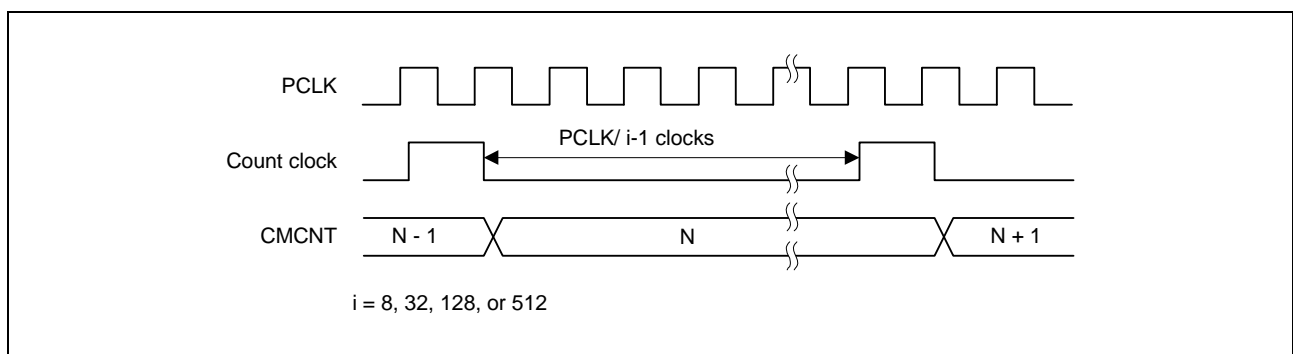 PCLK
PCLK/ i-1 clocks
Count clock
CMCNT
N - 1
N
N + 1
i = 8, 32, 128, or 512